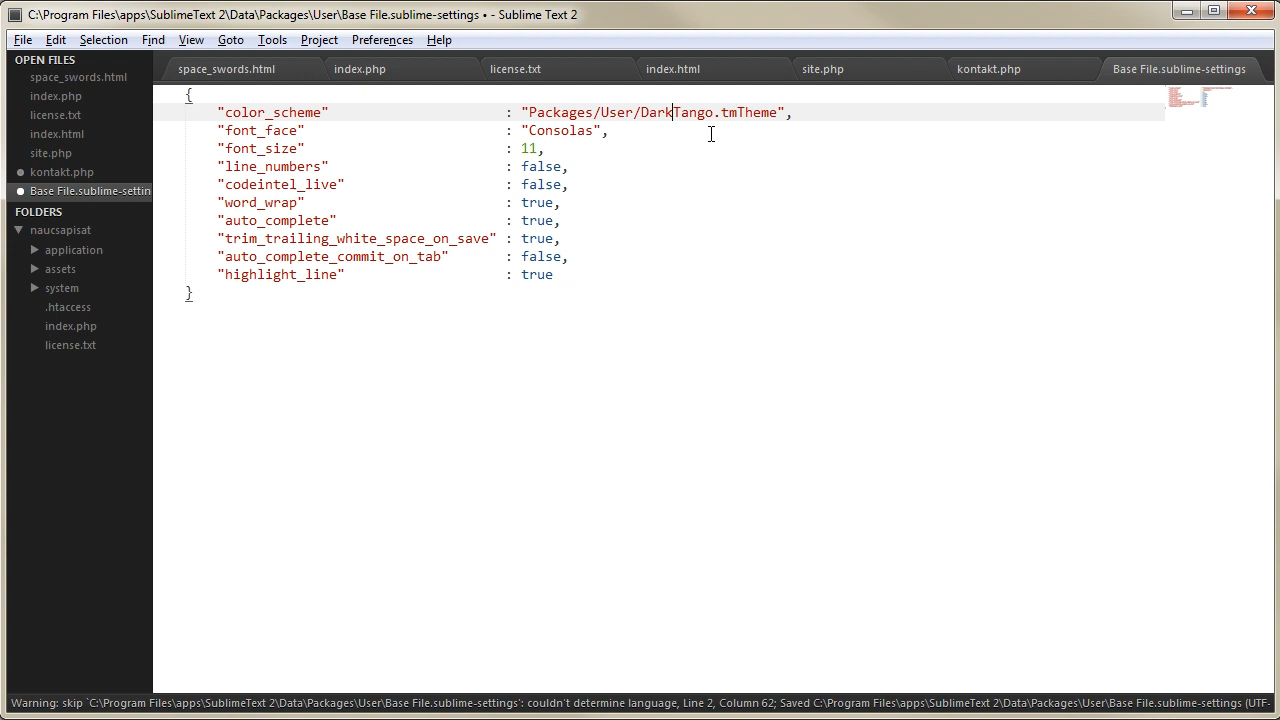 C:\Program Files\apps\SublimeText 2\Data\Packages\User\Base File.sublime-settings • - Sublime Text 2
File Edit Selection Find View Goto Tools Project Preferences Help
OPEN FILES
space_swords.html
index.php
license.txt
index.html
site.php
kontakt.php
Base File.sublime-settin
FOLDERS
naucsapisat
application
assets
system
.htaccess
index.php
license.txt
space_swords.html index.php license.txt index.html site.php kontakt.php Base File.sublime-settings
{
"color_scheme" : "Packages/User/DarkTango.tmTheme",
"font_face" : "Consolas",
"font_size" : 11,
"line_numbers" : false,
"codeintel_live" : false,
"word_wrap" : true,
"auto_complete" : true,
"trim_trailing_white_space_on_save" : true,
"auto_complete_commit_on_tab" : false,
"highlight_line" : true
}
Warning: skip `C:\Program Files\apps\SublimeText 2\Data\Packages\User\Base File.sublime-settings': couldn't determine language, Line 2, Column 62; Saved C:\Program Files\apps\SublimeText 2\Data\Packages\User\Base File.sublime-settings (UTF-